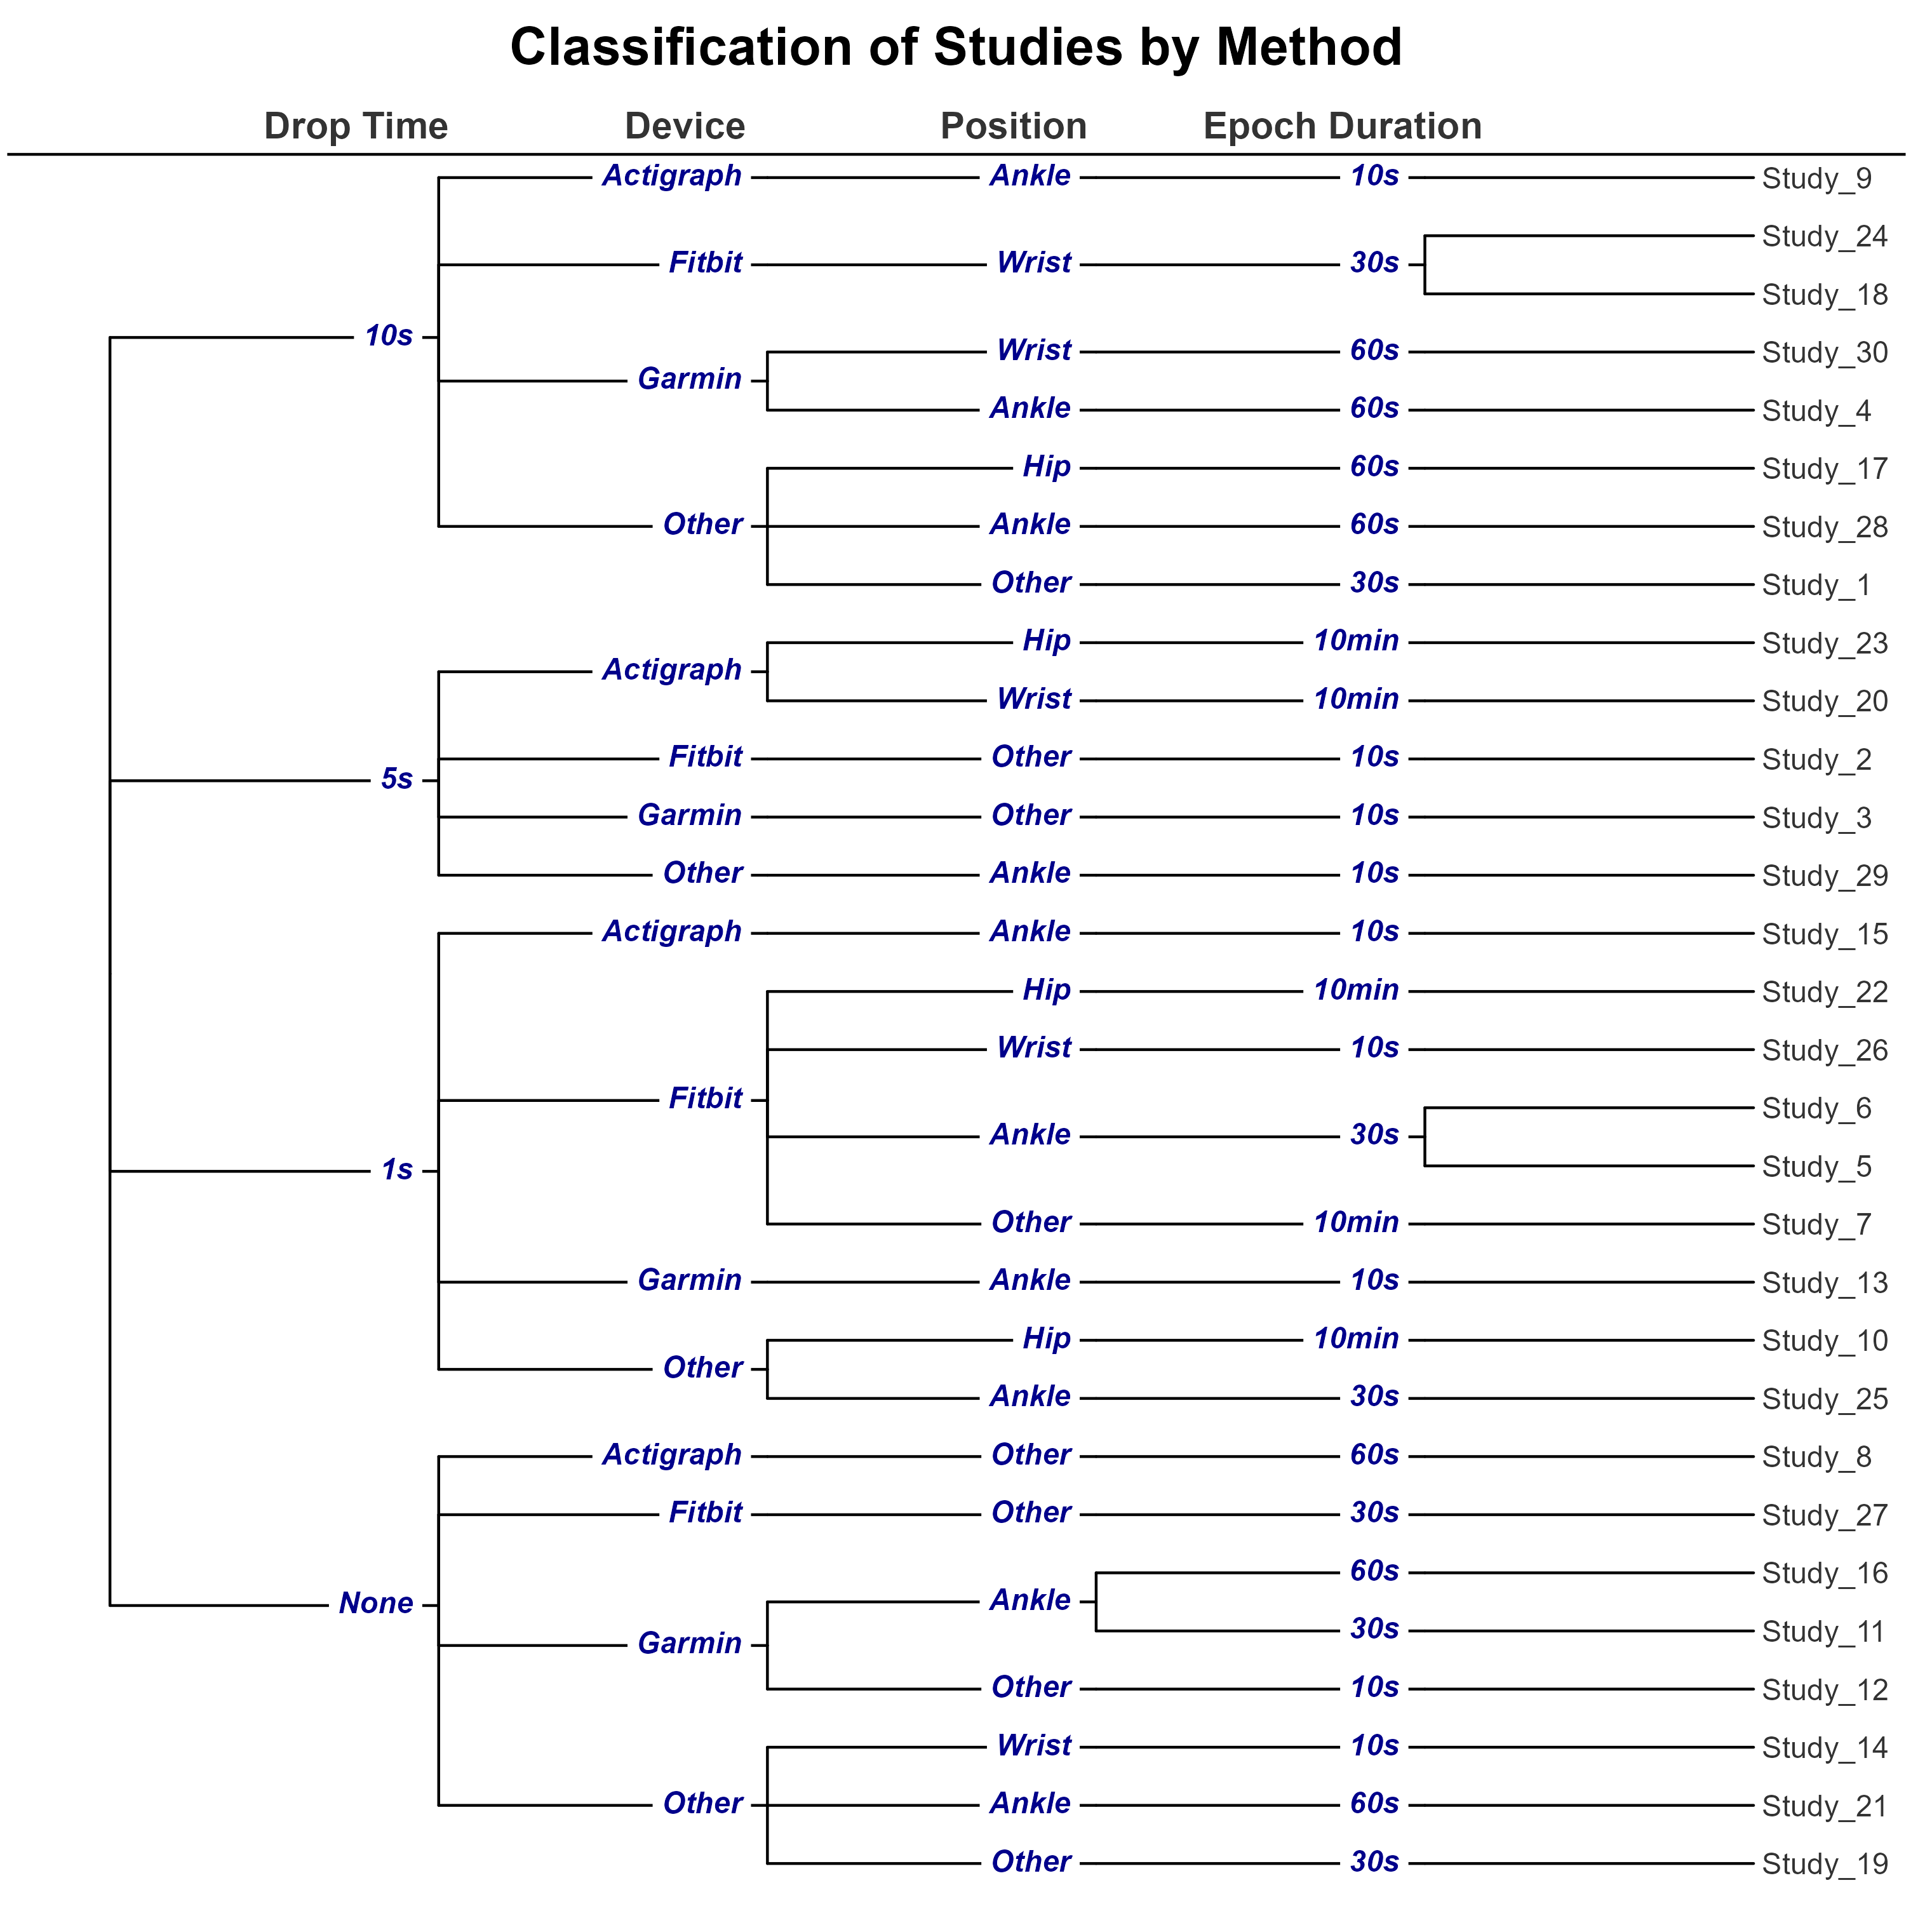 Classification of Studies by Method
Drop Time Device Position Epoch Duration
Actigraph Ankle 10s Study_9
Study_24
Fitbit Wrist 30s
Study_18
10s
Wrist 60s Study_30
Garmin
Ankle 60s Study_4
Hip 60s Study_17
Other Ankle 60s Study_28
Other 30s Study_1
Hip 10min Study_23
Actigraph
Wrist 10min Study_20
Fitbit Other 10s Study_2
5s
Garmin Other 10s Study_3
Other Ankle 10s Study_29
Actigraph Ankle 10s Study_15
Hip 10min Study_22
Wrist 10s Study_26
Fitbit
Study_6
Ankle 30s
Study_5
1s
Other 10min Study_7
Garmin Ankle 10s Study_13
Hip 10min Study_10
Other
Ankle 30s Study_25
Actigraph Other 60s Study_8
Fitbit Other 30s Study_27
60s Study_16
Ankle
None
30s Study_11
Garmin
Other 10s Study_12
Wrist 10s Study_14
Other Ankle 60s Study_21
Other 30s Study_19